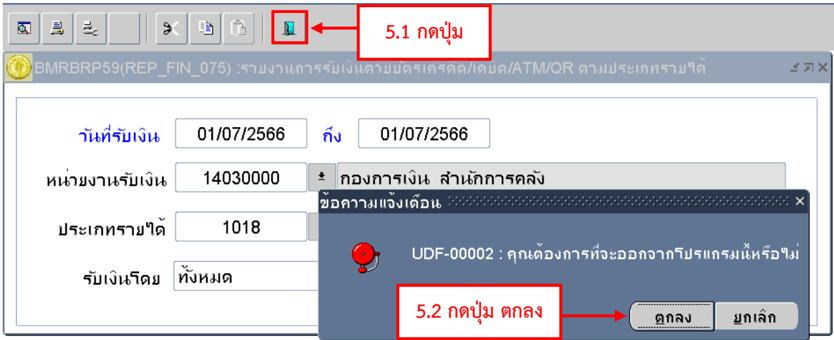 5.1 กดปุ่ม
BMRBRP59(REP_FIN_075) :รายงานการรับเงินด้วยบัตรเครดิต/เดบิต/ATM/QR ตามประเภทรายได้
วันที่รับเงิน 01/07/2566 ถึง 01/07/2566
หน่วยงานรับเงิน 14030000 กองการเงิน สำนักการคลัง
ประเภทรายได้ 1018
รับเงินโดย ทั้งหมด
ข้อความแจ้งเตือน
UDF-00002 : คุณต้องการที่จะออกจากโปรแกรมนี้หรือไม่
5.2 กดปุ่ม ตกลง
ตกลง ยกเลิก